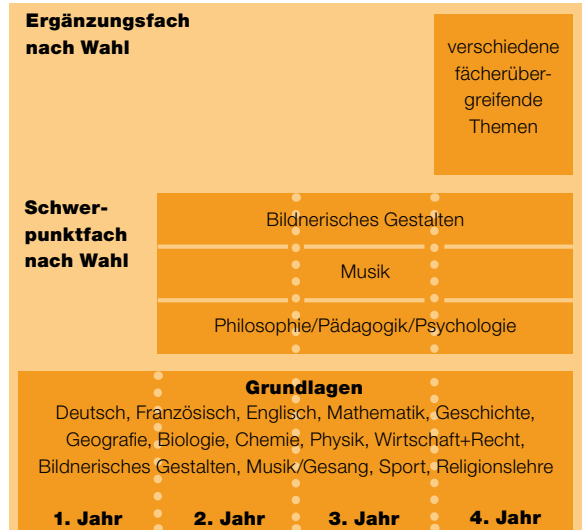 Ergänzungsfach
nach Wahl
verschiedene
fächerüber-
greifende
Themen
Schwer-
punktfach
nach Wahl
Bildnerisches Gestalten
Musik
Philosophie/Pädagogik/Psychologie
Grundlagen
Deutsch, Französisch, Englisch, Mathematik, Geschichte,
Geografie, Biologie, Chemie, Physik, Wirtschaft+Recht,
Bildnerisches Gestalten, Musik/Gesang, Sport, Religionslehre
1. Jahr 2. Jahr 3. Jahr 4. Jahr